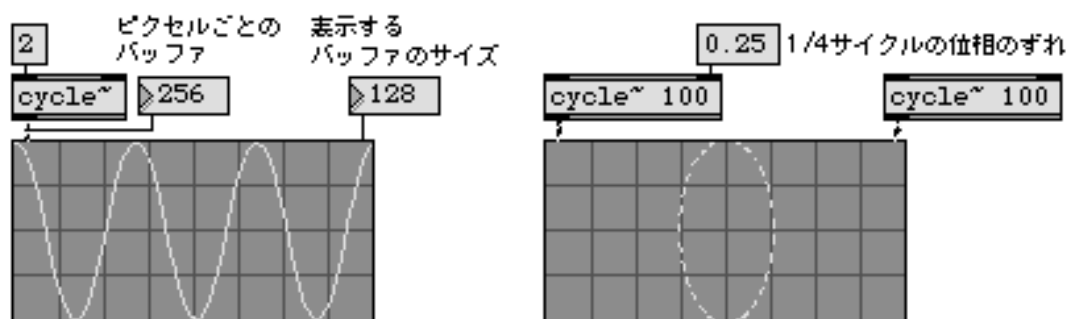 2
ピクセルごとの
バッファ
表示する
バッファのサイズ
cycle~
256
128
0.25
1/4サイクルの位相のずれ
cycle~ 100
cycle~ 100